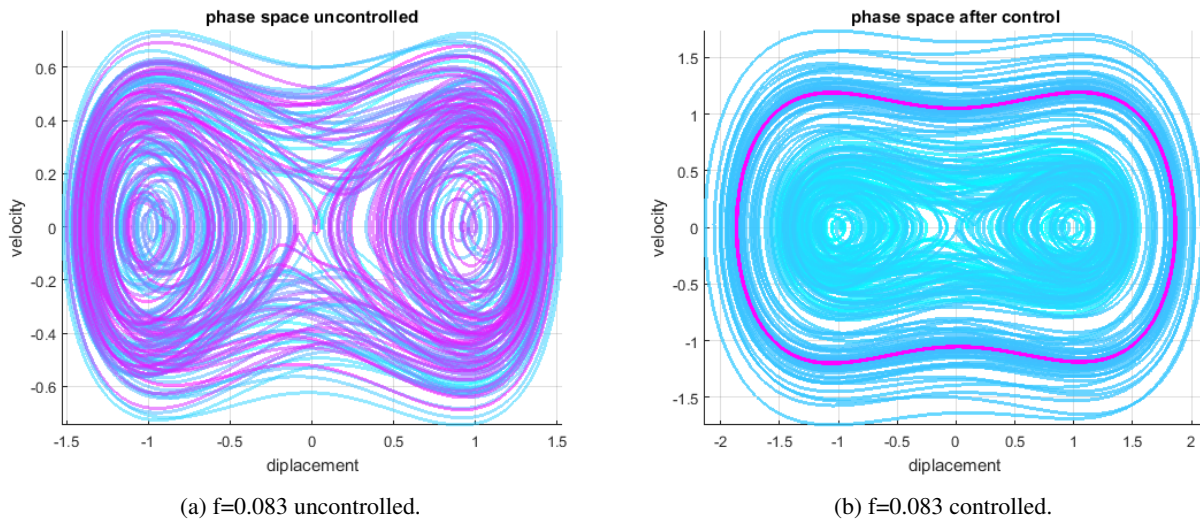 phase space uncontrolled
0.6
0.4
0.2
0
-0.2
-0.4
-0.6
velocity
-1.5 -1 -0.5 0 0.5 1 1.5
diplacement
(a) f=0.083 uncontrolled.
phase space after control
1.5
1
0.5
0
-0.5
-1
-1.5
velocity
-2 -1.5 -1 -0.5 0 0.5 1 1.5 2
diplacement
(b) f=0.083 controlled.